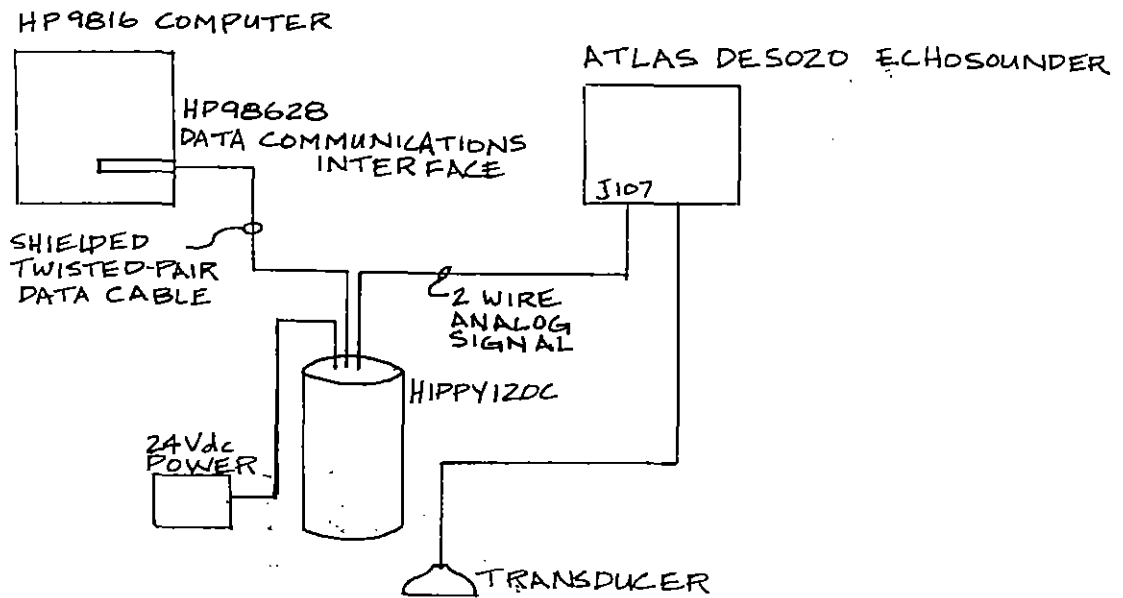 HP9816 COMPUTER
ATLAS DESO20 ECHOSOUNDER
HP98628
DATA COMMUNICATIONS
INTERFACE
J107
SHIELDED
TWISTED-PAIR
DATA CABLE
2 WIRE
ANALOG
SIGNAL
HIPPY120C
24Vdc
POWER
TRANSDUCER